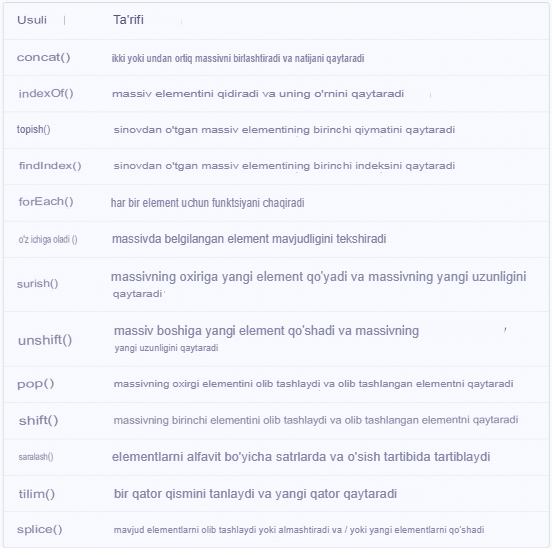 Usuli Ta'rifi
concat() ikki yoki undan ortiq massivni birlashtiradi va natijani qaytaradi
indexOf() massiv elementini qidiradi va uning o'rnini qaytaradi
topish() sinovdan o'tgan massiv elementining birinchi qiymatini qaytaradi
findIndex() sinovdan o'tgan massiv elementining birinchi indeksini qaytaradi
forEach() har bir element uchun funktsiyani chaqiradi
o'z ichiga oladi () massivda belgilangan element mavjudligini tekshiradi
surish() massivning oxiriga yangi element qo'yadi va massivning yangi uzunligini
qaytaradi
unshift() massiv boshiga yangi element qo'shadi va massivning
yangi uzunligini qaytaradi
pop() massivning oxirgi elementini olib tashlaydi va olib tashlangan elementni qaytaradi
shift() massivning birinchi elementini olib tashlaydi va olib tashlangan elementni qaytaradi
saralash() elementlarni alfavit bo'yicha satrlarda va o'sish tartibida tartiblaydi
tilim() bir qator qismini tanlaydi va yangi qator qaytaradi
splice() mavjud elementlarni olib tashlaydi yoki almashtiradi va / yoki yangi elementlarni qo'shadi